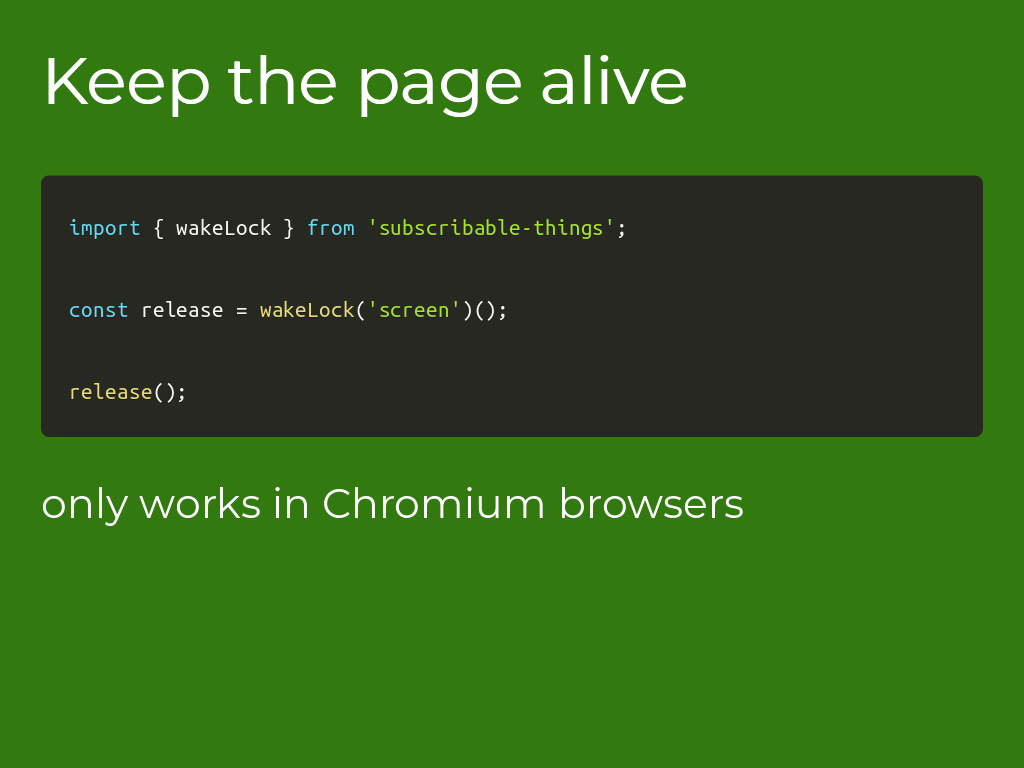 Keep the page alive
import { wakeLock } from 'subscribable-things';
const release = wakeLock('screen')();
release();
only works in Chromium browsers